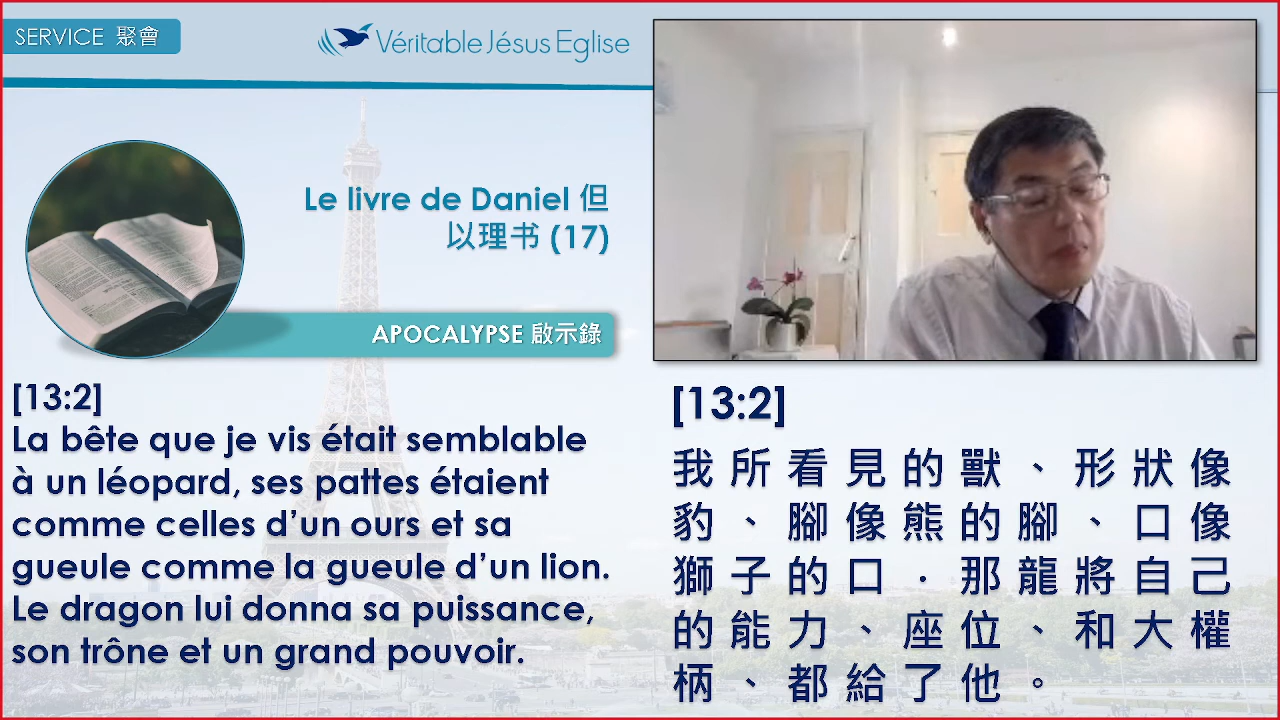 SERVICE 聚會
Véritable Jésus Eglise
Le livre de Daniel 但
以理书 (17)
APOCALYPSE 啟示錄
[13:2]
La bête que je vis était semblable
à un léopard, ses pattes étaient
comme celles d’un ours et sa
gueule comme la gueule d’un lion.
Le dragon lui donna sa puissance,
son trône et un grand pouvoir.
[13:2]
我所看見的獸、形狀像
豹、腳像熊的腳、口像
獅子的口．那龍將自己
的能力、座位、和大權
柄、都給了他。